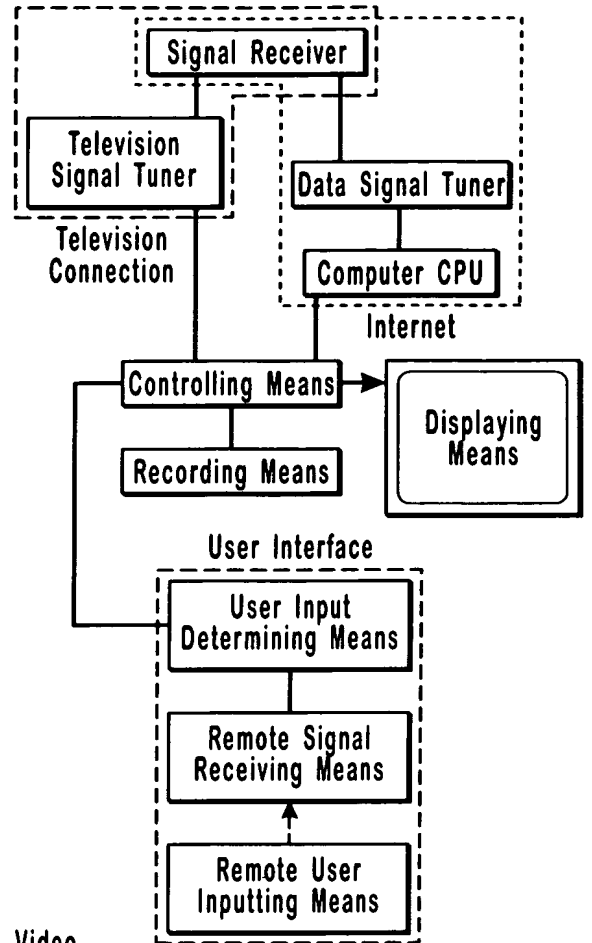 Signal Receiver
Television
Signal Tuner
Data Signal Tuner
Television
Connection
Computer CPU
Internet
Controlling Means
Displaying
Means
Recording Means
User Interface
User Input
Determining Means
Remote Signal
Receiving Means
Remote User
Inputting Means
Video